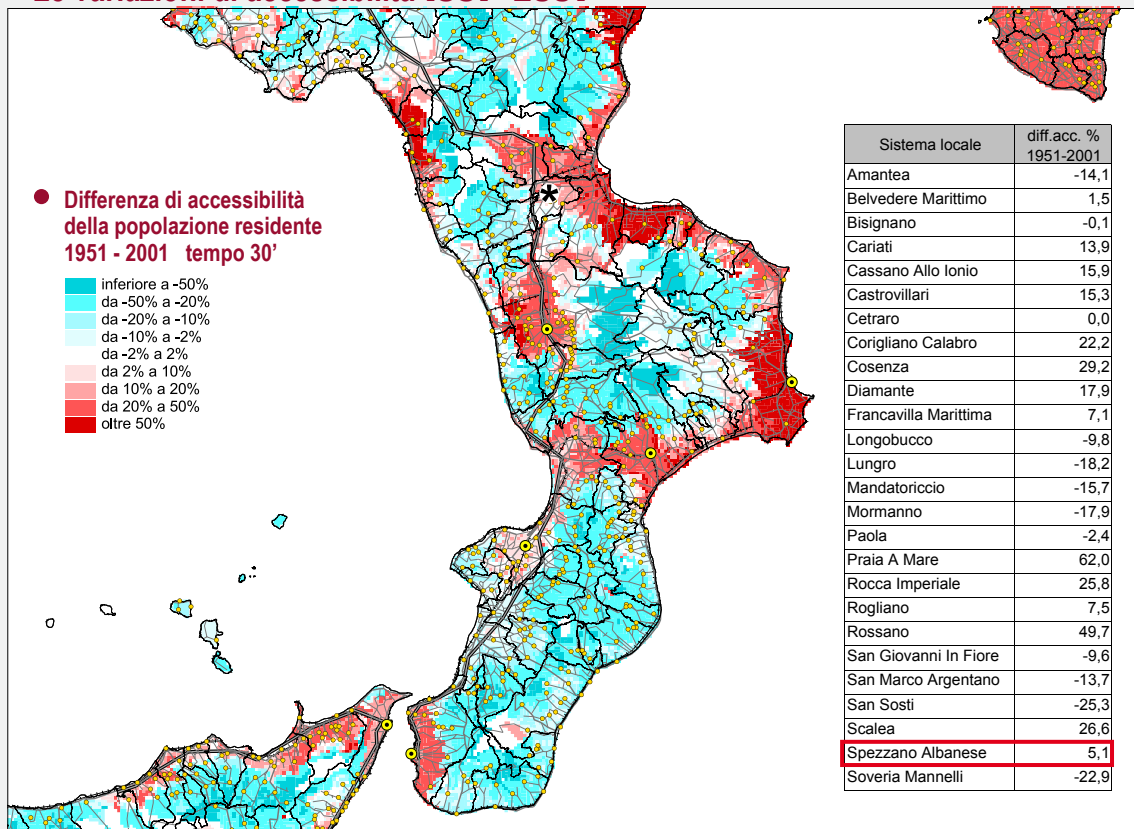 Differenza di accessibilità
della popolazione residente
1951 - 2001 tempo 30'
inferiore a -50%
da -50% a -20%
da -20% a -10%
da -10% a -2%
da -2% a 2%
da 2% a 10%
da 10% a 20%
da 20% a 50%
oltre 50%
*
Sistema locale diff.acc. % 1951-2001
Amantea -14,1
Belvedere Marittimo 1,5
Bisignano -0,1
Cariati 13,9
Cassano Allo Ionio 15,9
Castrovillari 15,3
Cetraro 0,0
Corigliano Calabro 22,2
Cosenza 29,2
Diamante 17,9
Francavilla Marittima 7,1
Longobucco -9,8
Lungro -18,2
Mandatoriccio -15,7
Mormanno -17,9
Paola -2,4
Praia A Mare 62,0
Rocca Imperiale 25,8
Rogliano 7,5
Rossano 49,7
San Giovanni In Fiore -9,6
San Marco Argentano -13,7
San Sosti -25,3
Scalea 26,6
Spezzano Albanese 5,1
Soveria Mannelli -22,9